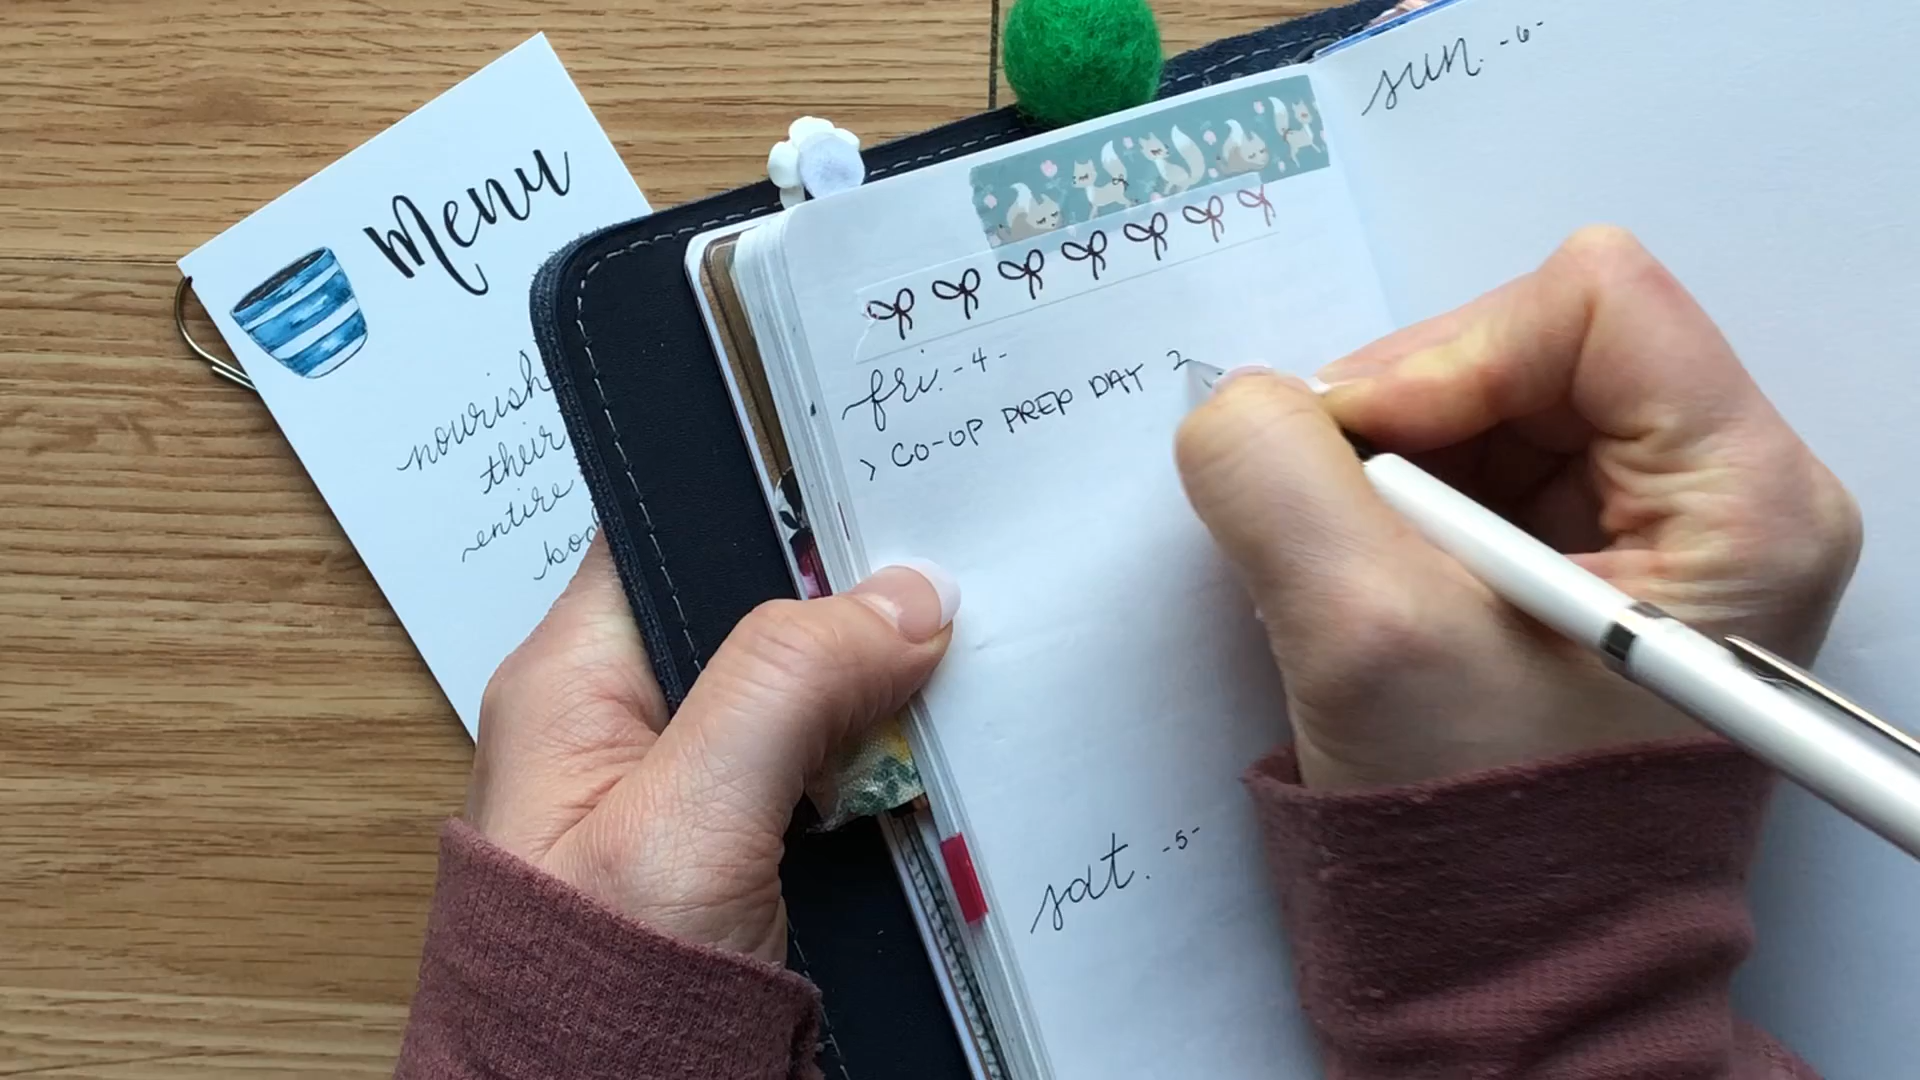 Menu
nourish
their
entire
fri. -4-
> CO-OP PREP DAY 2
sat. -5-
sun. -6-